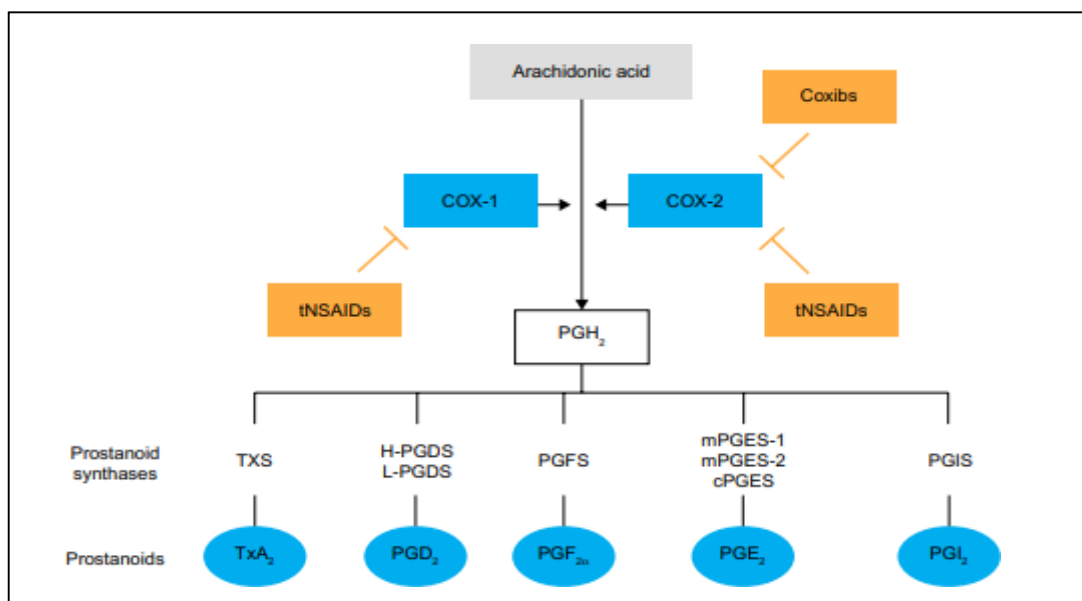 Arachidonic acid
Coxibs
COX-1
COX-2
tNSAIDs
tNSAIDs
PGH₂
Prostanoid
synthases
TXS
H-PGDS
L-PGDS
PGFS
mPGES-1
mPGES-2
cPGES
PGIS
Prostanoids
TxA₂
PGD₂
PGF₂α
PGE₂
PGI₂